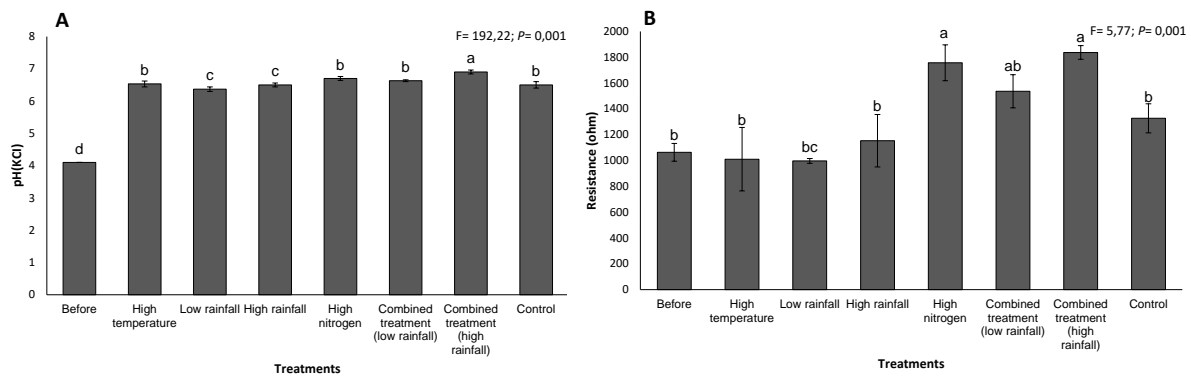 A
F= 192,22; P= 0,001
pH(KCl)
8
7
6
5
4
3
2
1
0
d
b
c
c
b
b
a
b
Before
High
temperature
Low rainfall
High rainfall
High
nitrogen
Combined
treatment
(low rainfall)
Combined
treatment
(high
rainfall)
Control
Treatments
B
F= 5,77; P= 0,001
Resistance (ohm)
2000
1800
1600
1400
1200
1000
800
600
400
200
0
b
b
bc
b
a
ab
a
b
Before
High
temperature
Low rainfall
High rainfall
High
nitrogen
Combined
treatment
(low rainfall)
Combined
treatment
(high
rainfall)
Control
Treatments